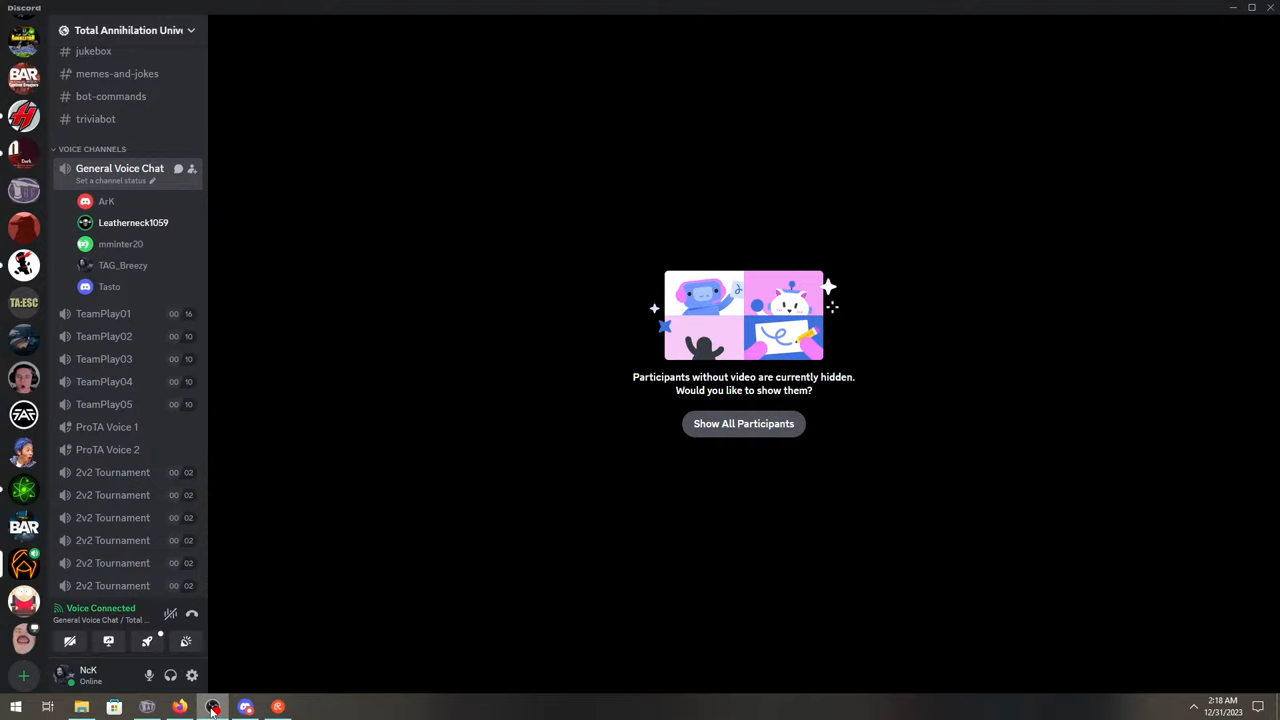 Discord
Total Annihilation Univ
jukebox
memes-and-jokes
bot-commands
triviabot
VOICE CHANNELS
General Voice Chat
Set a channel status
ArK
Leatherneck1059
mminter20
TAG_Breezy
Tasto
TeamPlay01 00 16
TeamPlay02 00 10
TeamPlay03 00 10
TeamPlay04 00 10
TeamPlay05 00 10
ProTA Voice 1
ProTA Voice 2
2v2 Tournament 00 02
2v2 Tournament 00 02
2v2 Tournament 00 02
2v2 Tournament 00 02
2v2 Tournament 00 02
2v2 Tournament 00 02
Voice Connected
General Voice Chat / Total ...
NcK
Online
BAR
TA:ESC
BAR
Participants without video are currently hidden.
Would you like to show them?
Show All Participants
2:18 AM
12/31/2023